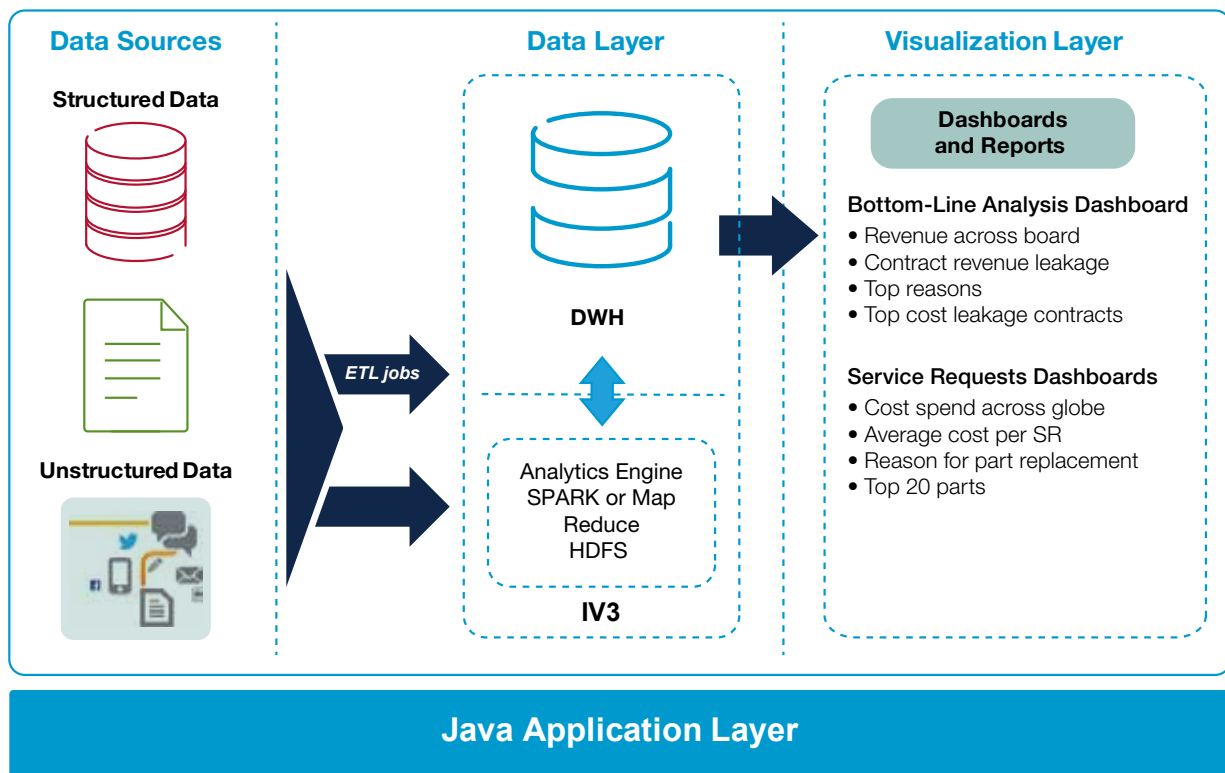 Data Sources
Structured Data
Unstructured Data
ETL jobs
Data Layer
DWH
Analytics Engine
SPARK or Map
Reduce
HDFS
IV3
Visualization Layer
Dashboards
and Reports
Bottom-Line Analysis Dashboard
• Revenue across board
• Contract revenue leakage
• Top reasons
• Top cost leakage contracts
Service Requests Dashboards
• Cost spend across globe
• Average cost per SR
• Reason for part replacement
• Top 20 parts
Java Application Layer